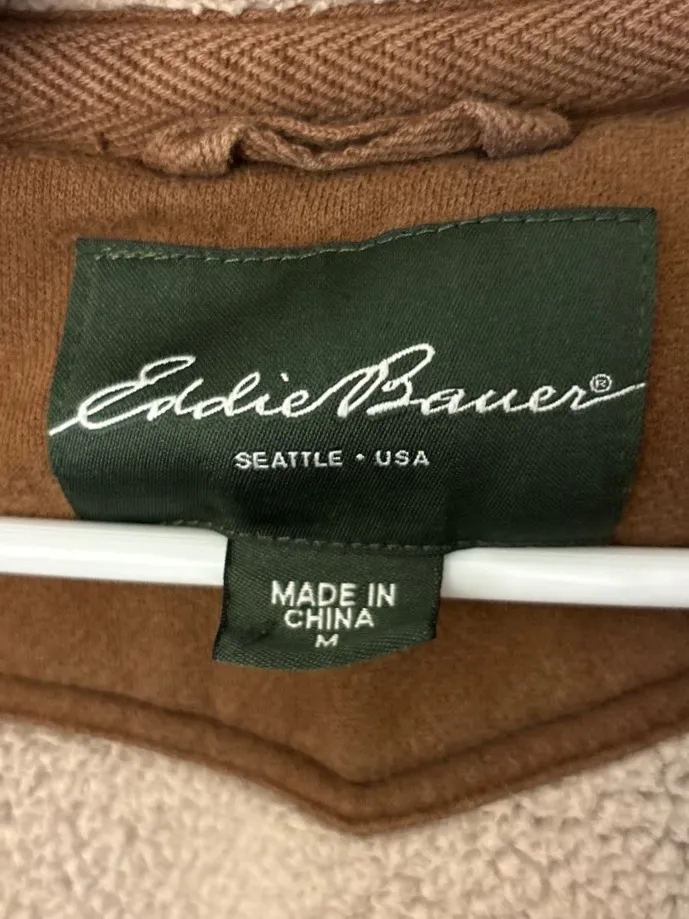 Eddie Bauer®
SEATTLE • USA
MADE IN
CHINA
M